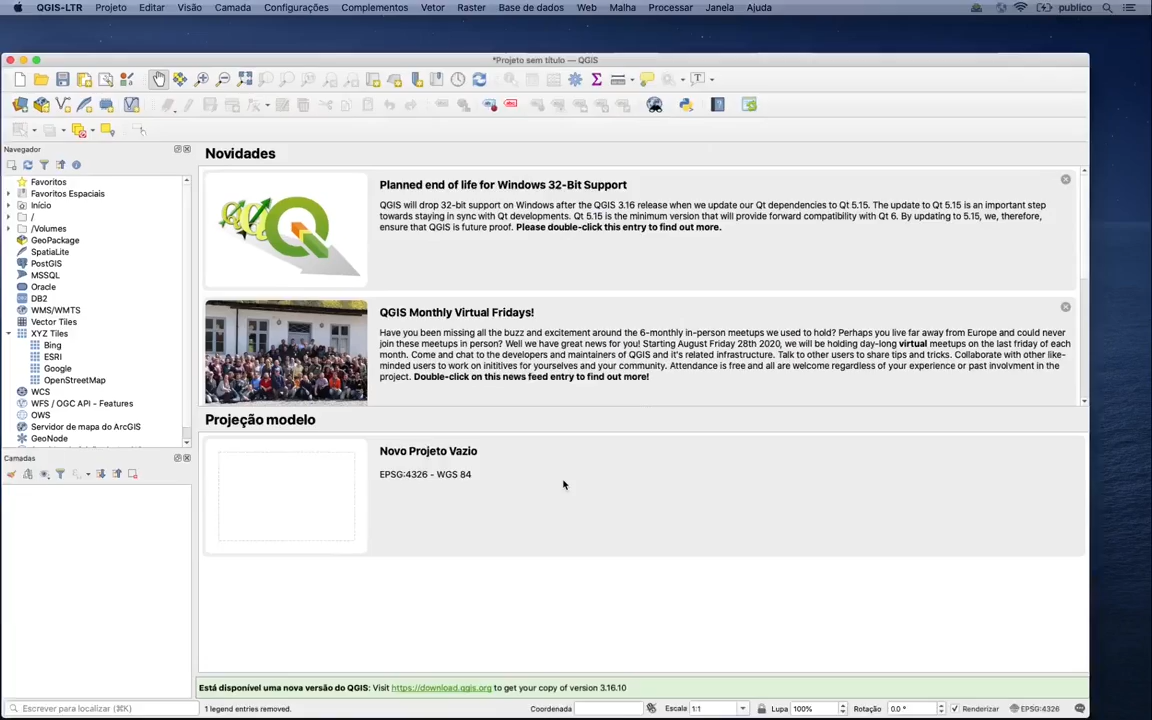 QGIS-LTR Projeto Editar Visão Camada Configurações Complementos Vetor Raster Base de dados Web Malha Processar Janela Ajuda publico
*Projeto sem título — QGIS
Navegador
Favoritos
Favoritos Espaciais
Início
/
/Volumes
GeoPackage
SpatiaLite
PostGIS
MSSQL
Oracle
DB2
WMS/WMTS
Vector Tiles
XYZ Tiles
Bing
ESRI
Google
OpenStreetMap
WCS
WFS / OGC API - Features
OWS
Servidor de mapa do ArcGIS
GeoNode
Camadas
Novidades
Planned end of life for Windows 32-Bit Support
QGIS will drop 32-bit support on Windows after the QGIS 3.16 release when we update our Qt dependencies to Qt 5.15. The update to Qt 5.15 is an important step
towards staying in sync with Qt developments. Qt 5.15 is the minimum version that will provide forward compatibility with Qt 6. By updating to 5.15, we, therefore,
ensure that QGIS is future proof. Please double-click this entry to find out more.
QGIS Monthly Virtual Fridays!
Have you been missing all the buzz and excitement around the 6-monthly in-person meetups we used to hold? Perhaps you live far away from Europe and could never
join these meetups in person? Well we have great news for you! Starting August Friday 28th 2020, we will be holding day-long virtual meetups on the last friday of each
month. Come and chat to the developers and maintainers of QGIS and it's related infrastructure. Talk to other users to share tips and tricks. Collaborate with other like-
minded users to work on inititives for yourselves and your community. Attendance is free and all are welcome regardless of your experience or past involvment in the
project. Double-click on this news feed entry to find out more!
Projeção modelo
Novo Projeto Vazio
EPSG:4326 - WGS 84
Está disponível uma nova versão do QGIS: Visit https://download.qgis.org to get your copy of version 3.16.10
Escrever para localizar (⌘K) 1 legend entries removed. Coordenada Escala 1:1 Lupa 100% Rotação 0.0 ° Renderizar EPSG:4326